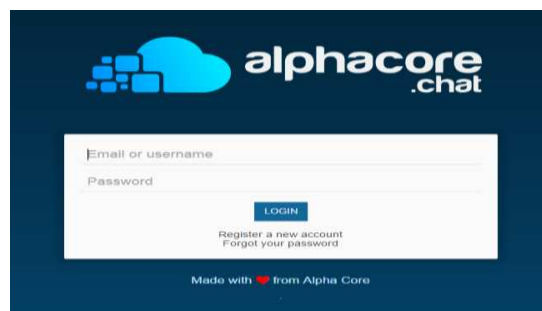 alphacore
.chat
Email or username
Password
LOGIN
Register a new account
Forgot your password
Made with ❤ from Alpha Core